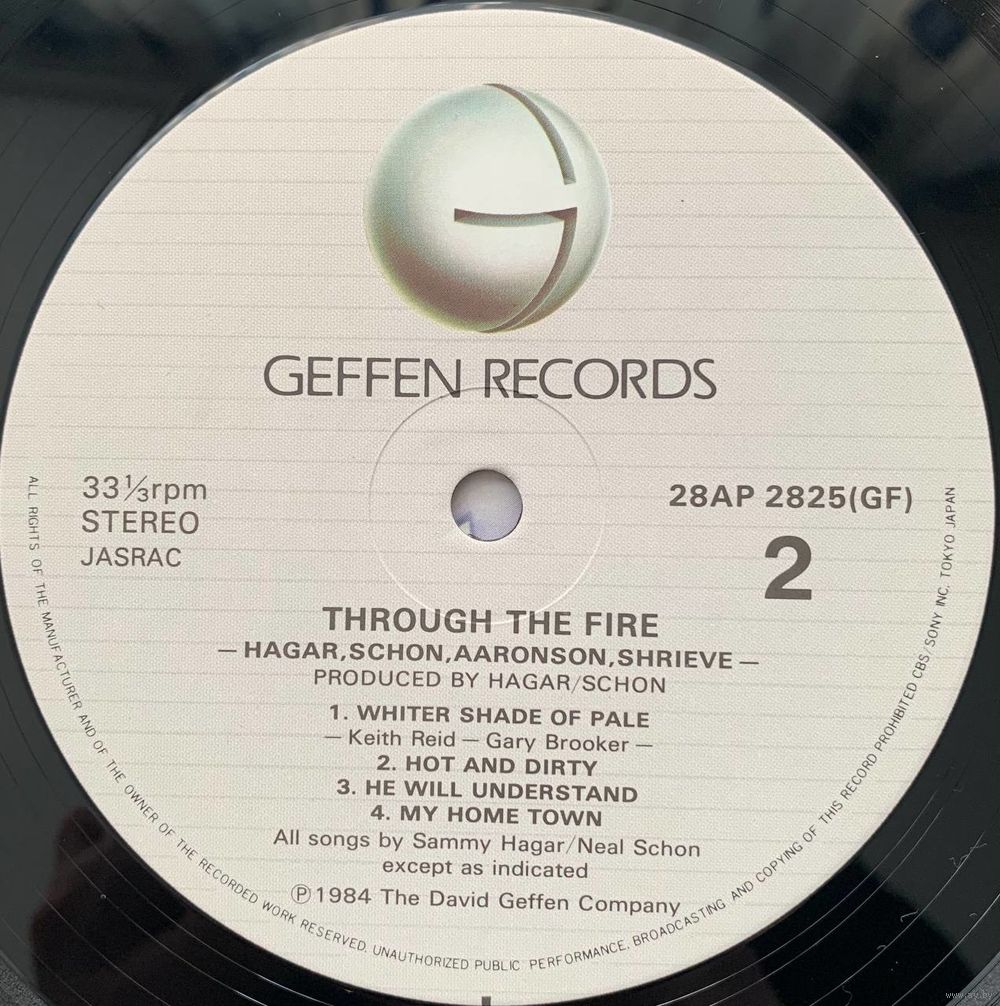 GEFFEN RECORDS
33⅓rpm
STEREO
JASRAC
28AP 2825(GF)
2
THROUGH THE FIRE
—HAGAR,SCHON,AARONSON,SHRIEVE—
PRODUCED BY HAGAR/SCHON
1. WHITER SHADE OF PALE
—Keith Reid—Gary Brooker—
2. HOT AND DIRTY
3. HE WILL UNDERSTAND
4. MY HOME TOWN
All songs by Sammy Hagar/Neal Schon
except as indicated
Ⓟ1984 The David Geffen Company
ALL RIGHTS OF THE MANUFACTURER AND OF THE OWNER OF THE RECORDED WORK RESERVED. UNAUTHORIZED PUBLIC PERFORMANCE. BROADCASTING AND COPYING OF THIS RECORD PROHIBITED CBS/SONY INC. TOKYO JAPAN
www.ay.by